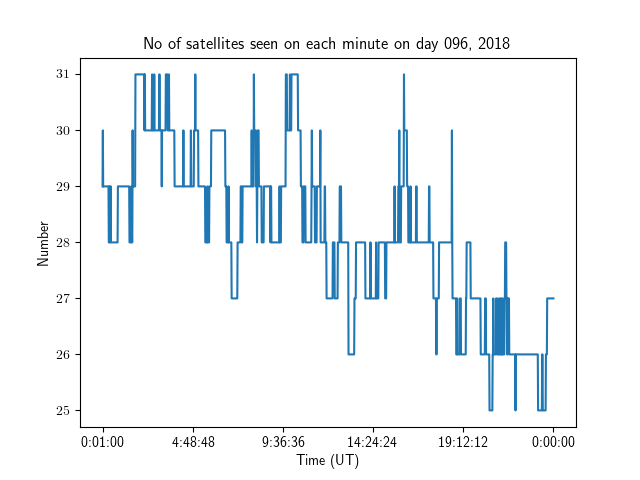 No of satellites seen on each minute on day 096, 2018
31
30
29
28
27
26
25
Number
0:01:00 4:48:48 9:36:36 14:24:24 19:12:12 0:00:00
Time (UT)